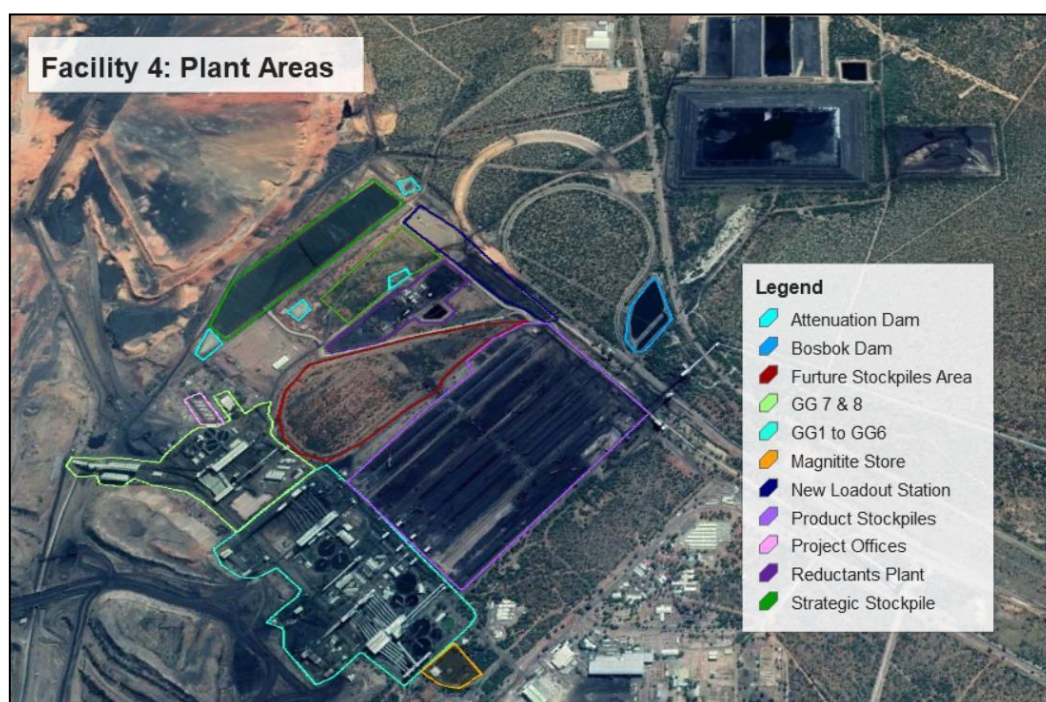 Facility 4: Plant Areas
Legend
Attenuation Dam
Bosbok Dam
Furture Stockpiles Area
GG 7 & 8
GG1 to GG6
Magnitite Store
New Loadout Station
Product Stockpiles
Project Offices
Reductants Plant
Strategic Stockpile